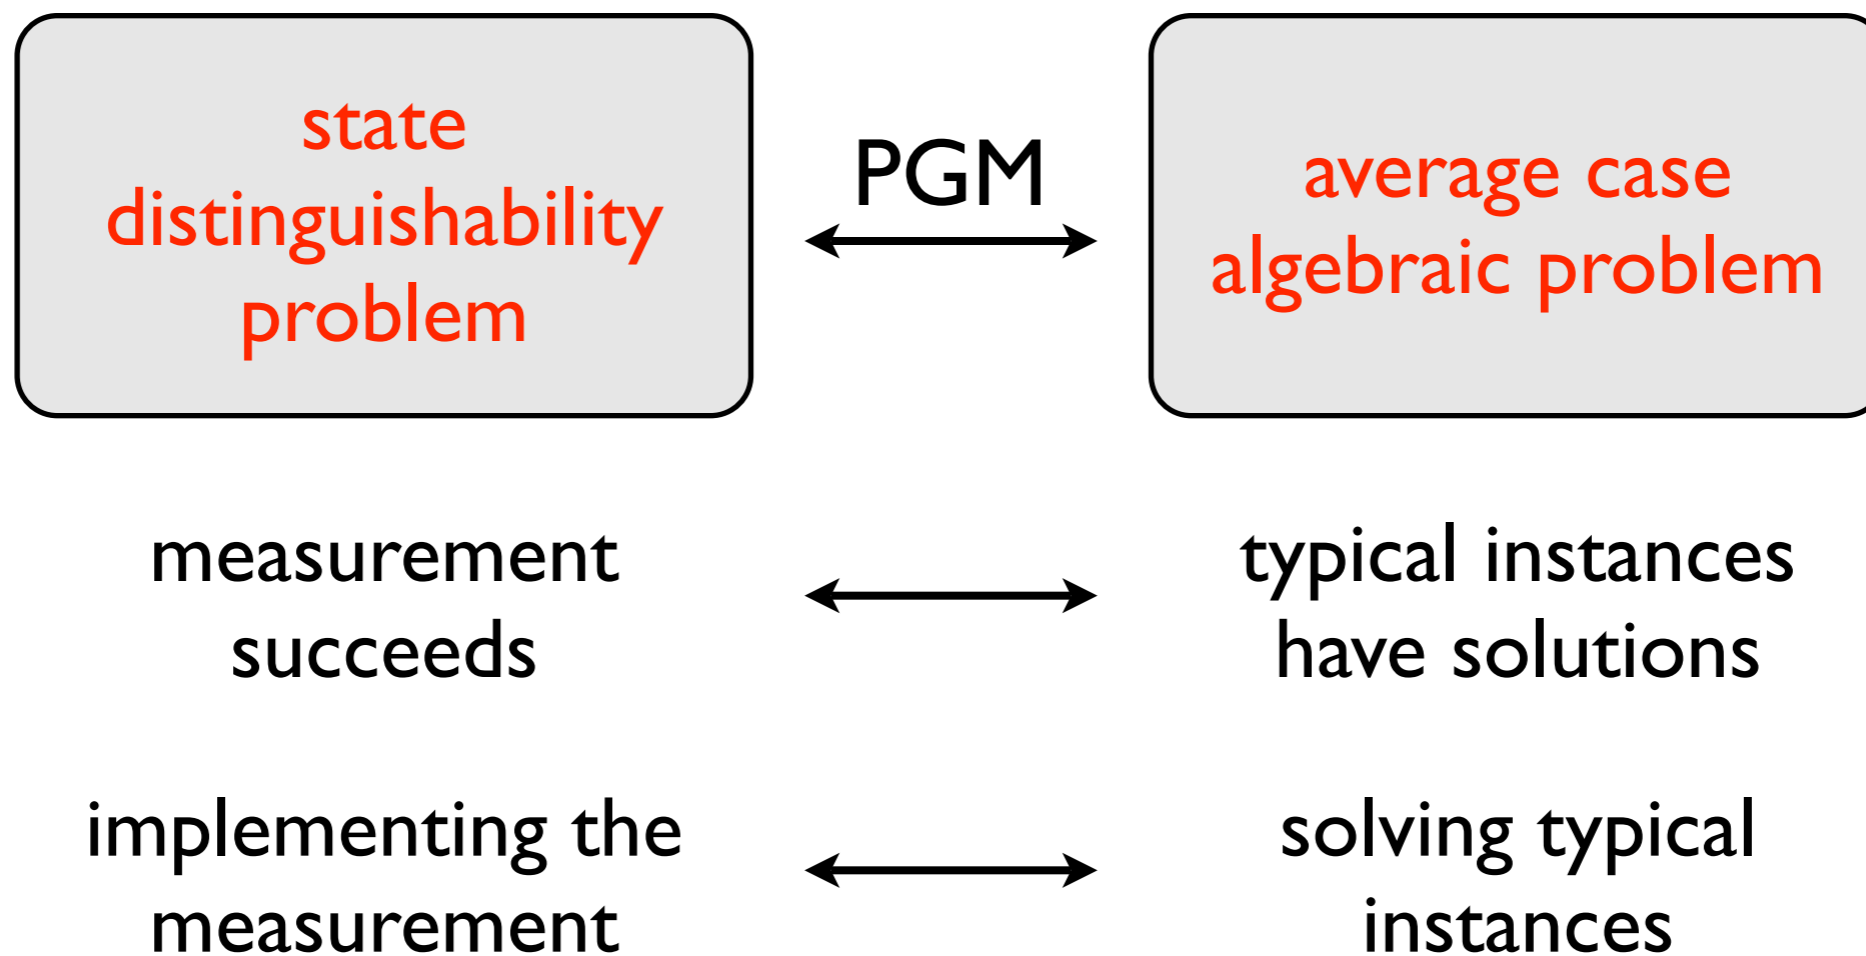 state
distinguishability
problem
PGM
average case
algebraic problem
measurement
succeeds
typical instances
have solutions
implementing the
measurement
solving typical
instances